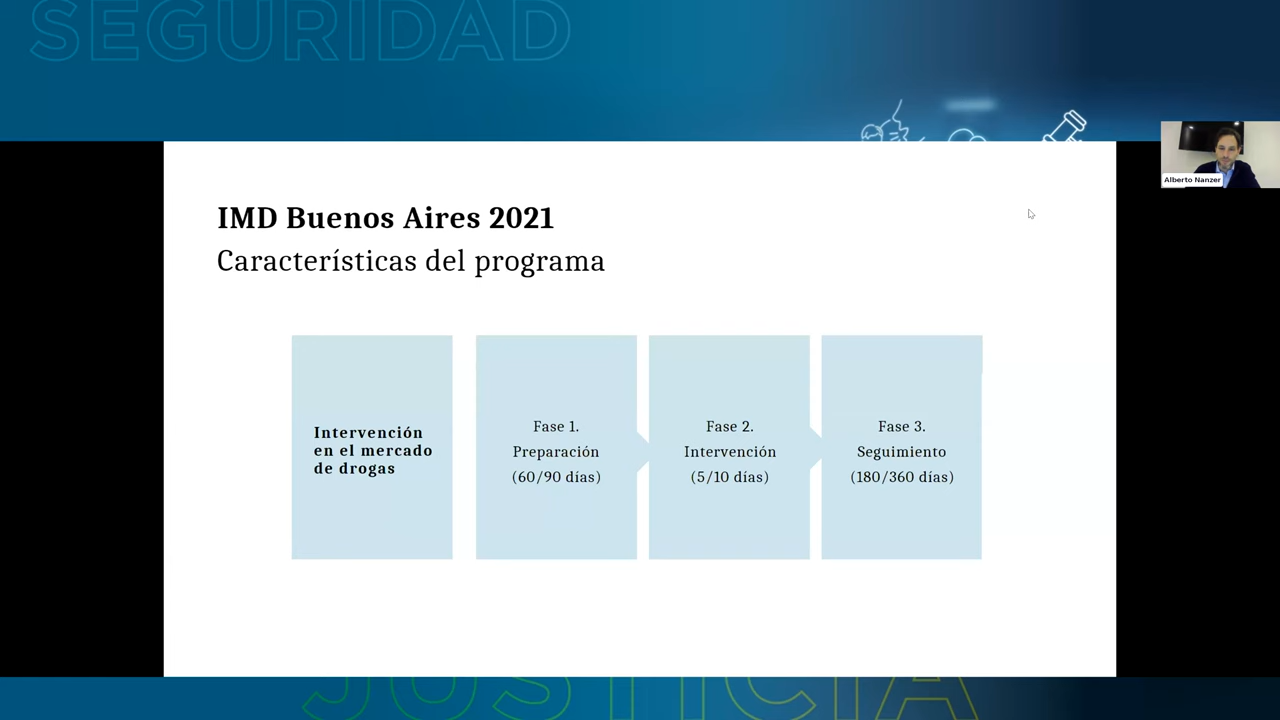 SEGURIDAD
Alberto Nanzer
IMD Buenos Aires 2021
Características del programa
Intervención
en el mercado
de drogas
Fase 1.
Preparación
(60/90 días)
Fase 2.
Intervención
(5/10 días)
Fase 3.
Seguimiento
(180/360 días)
JUSTICIA